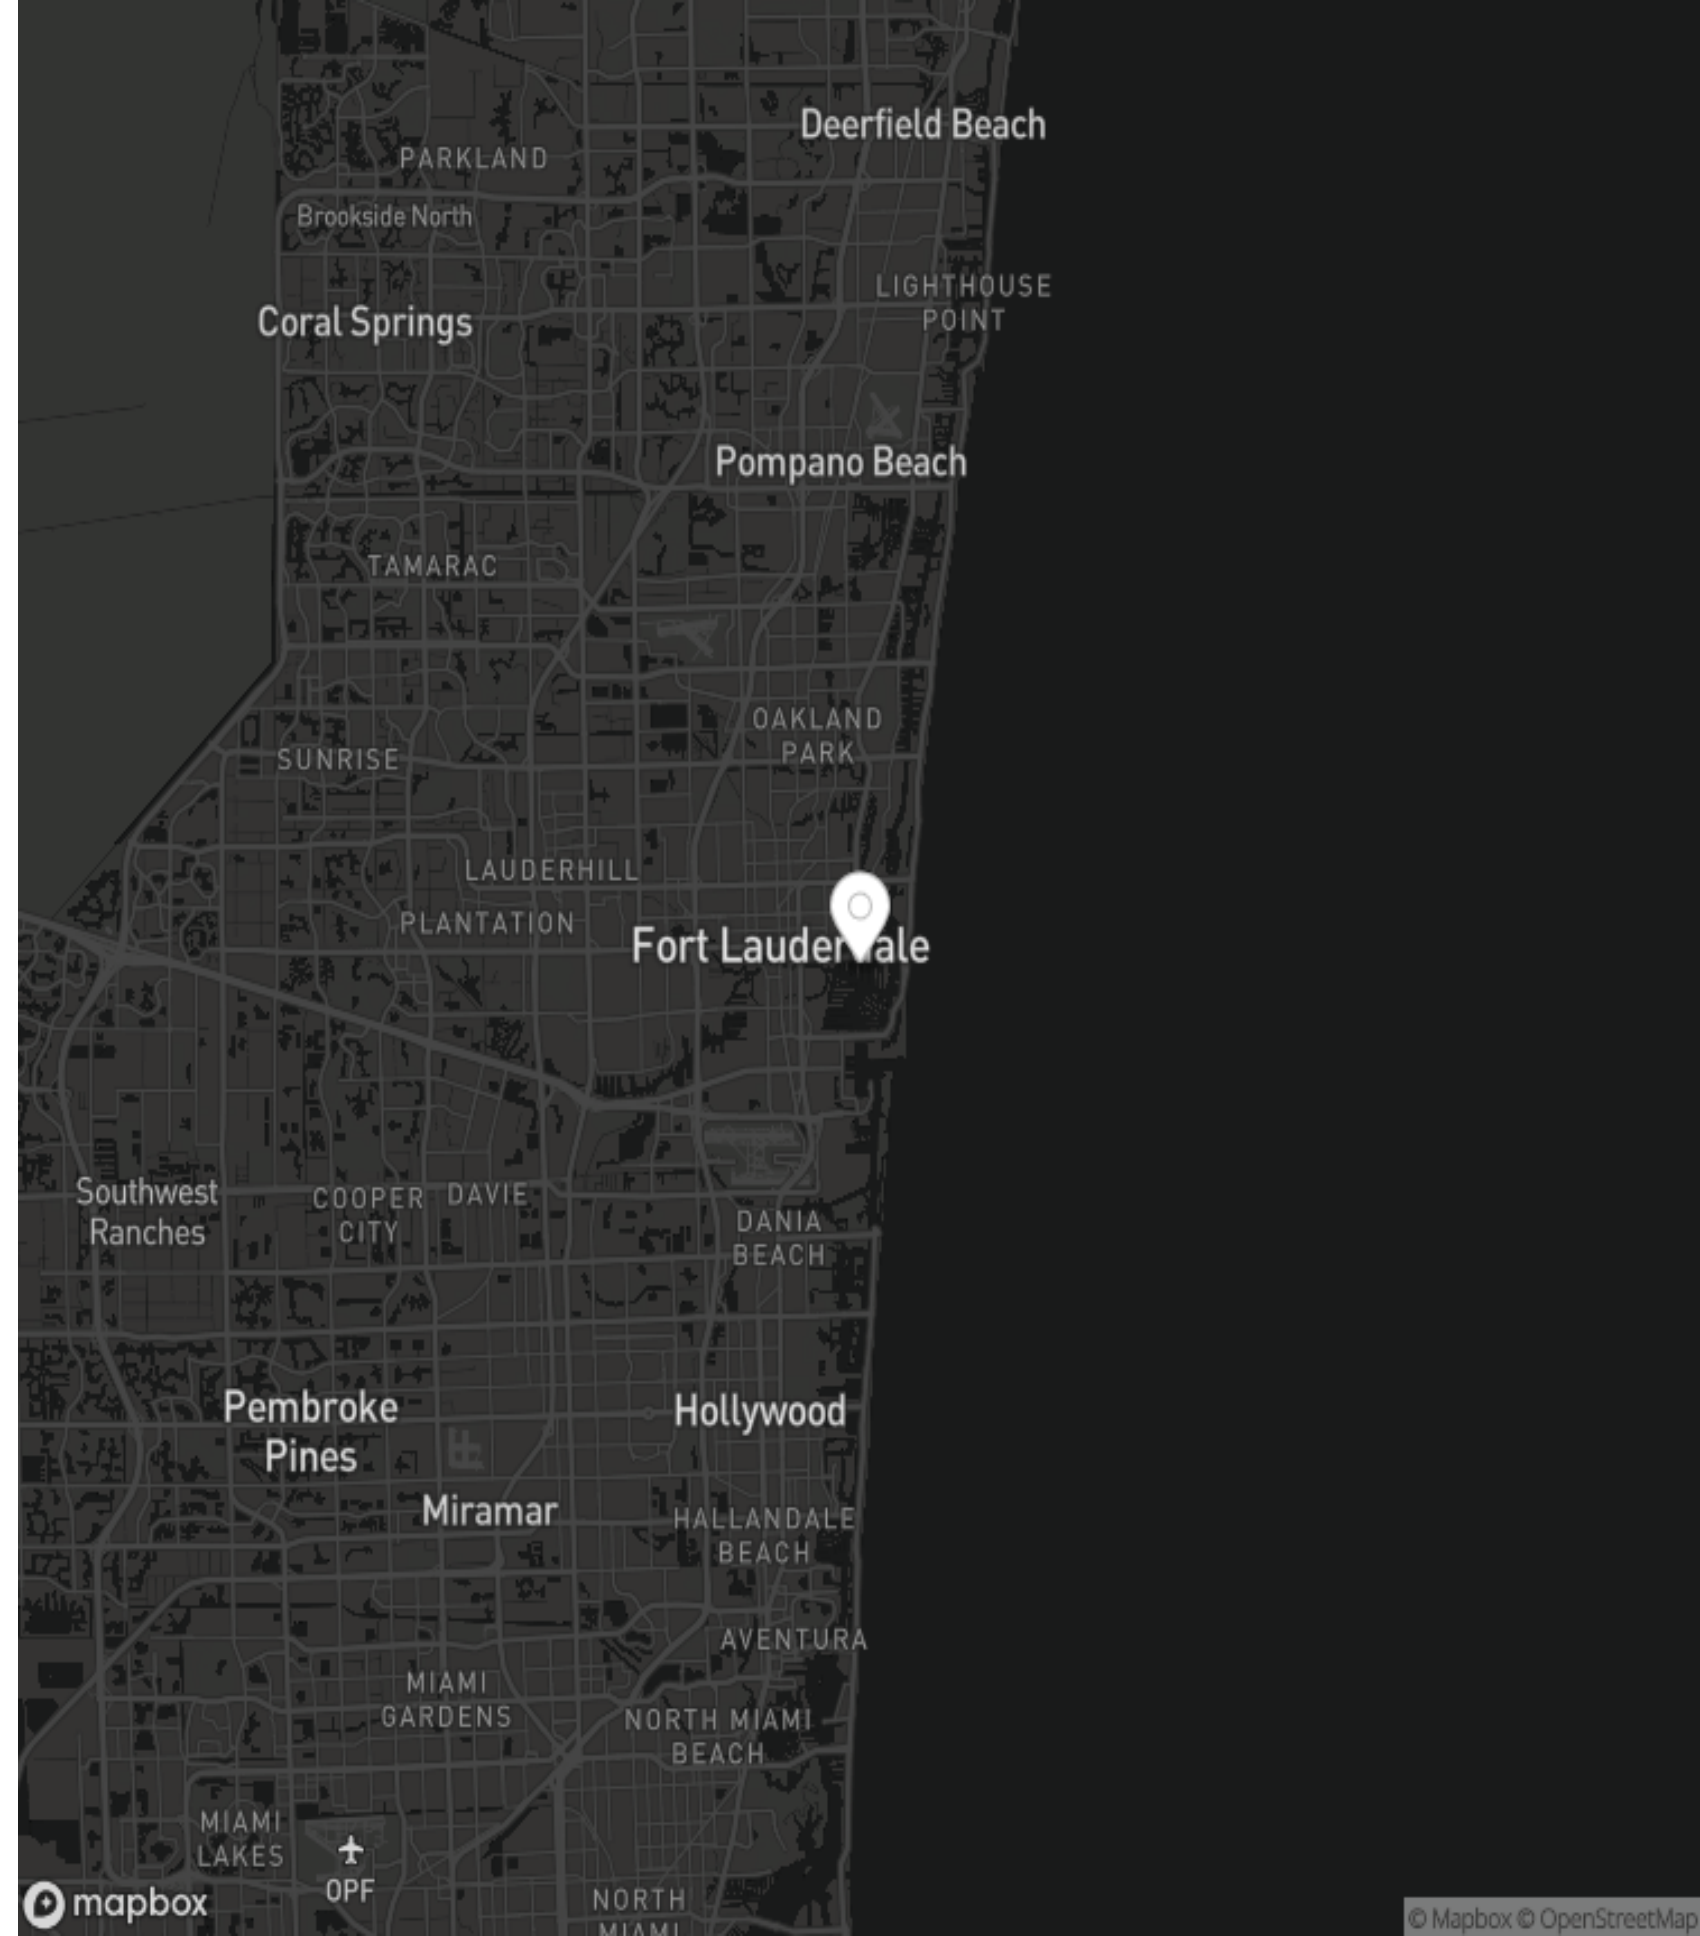 Deerfield Beach
PARKLAND
Brookside North
LIGHTHOUSE
POINT
Coral Springs
Pompano Beach
TAMARAC
OAKLAND
PARK
SUNRISE
LAUDERHILL
PLANTATION
Fort Lauderdale
Southwest
Ranches
COOPER
CITY
DAVIE
DANIA
BEACH
Pembroke
Pines
Hollywood
Miramar
HALLANDALE
BEACH
AVENTURA
MIAMI
GARDENS
NORTH MIAMI
BEACH
MIAMI
LAKES
OPF
NORTH
MIAMI
mapbox
© Mapbox © OpenStreetMap